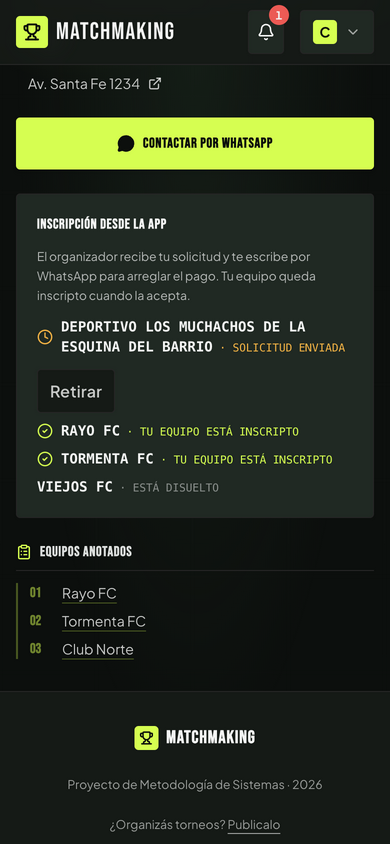 MATCHMAKING
1
C
Av. Santa Fe 1234
CONTACTAR POR WHATSAPP
INSCRIPCIÓN DESDE LA APP
El organizador recibe tu solicitud y te escribe por
WhatsApp para arreglar el pago. Tu equipo queda
inscripto cuando la acepta.
DEPORTIVO LOS MUCHACHOS DE LA
ESQUINA DEL BARRIO · SOLICITUD ENVIADA
Retirar
RAYO FC · TU EQUIPO ESTÁ INSCRIPTO
TORMENTA FC · TU EQUIPO ESTÁ INSCRIPTO
VIEJOS FC · ESTÁ DISUELTO
EQUIPOS ANOTADOS
01 Rayo FC
02 Tormenta FC
03 Club Norte
MATCHMAKING
Proyecto de Metodología de Sistemas · 2026
¿Organizás torneos? Publicalo